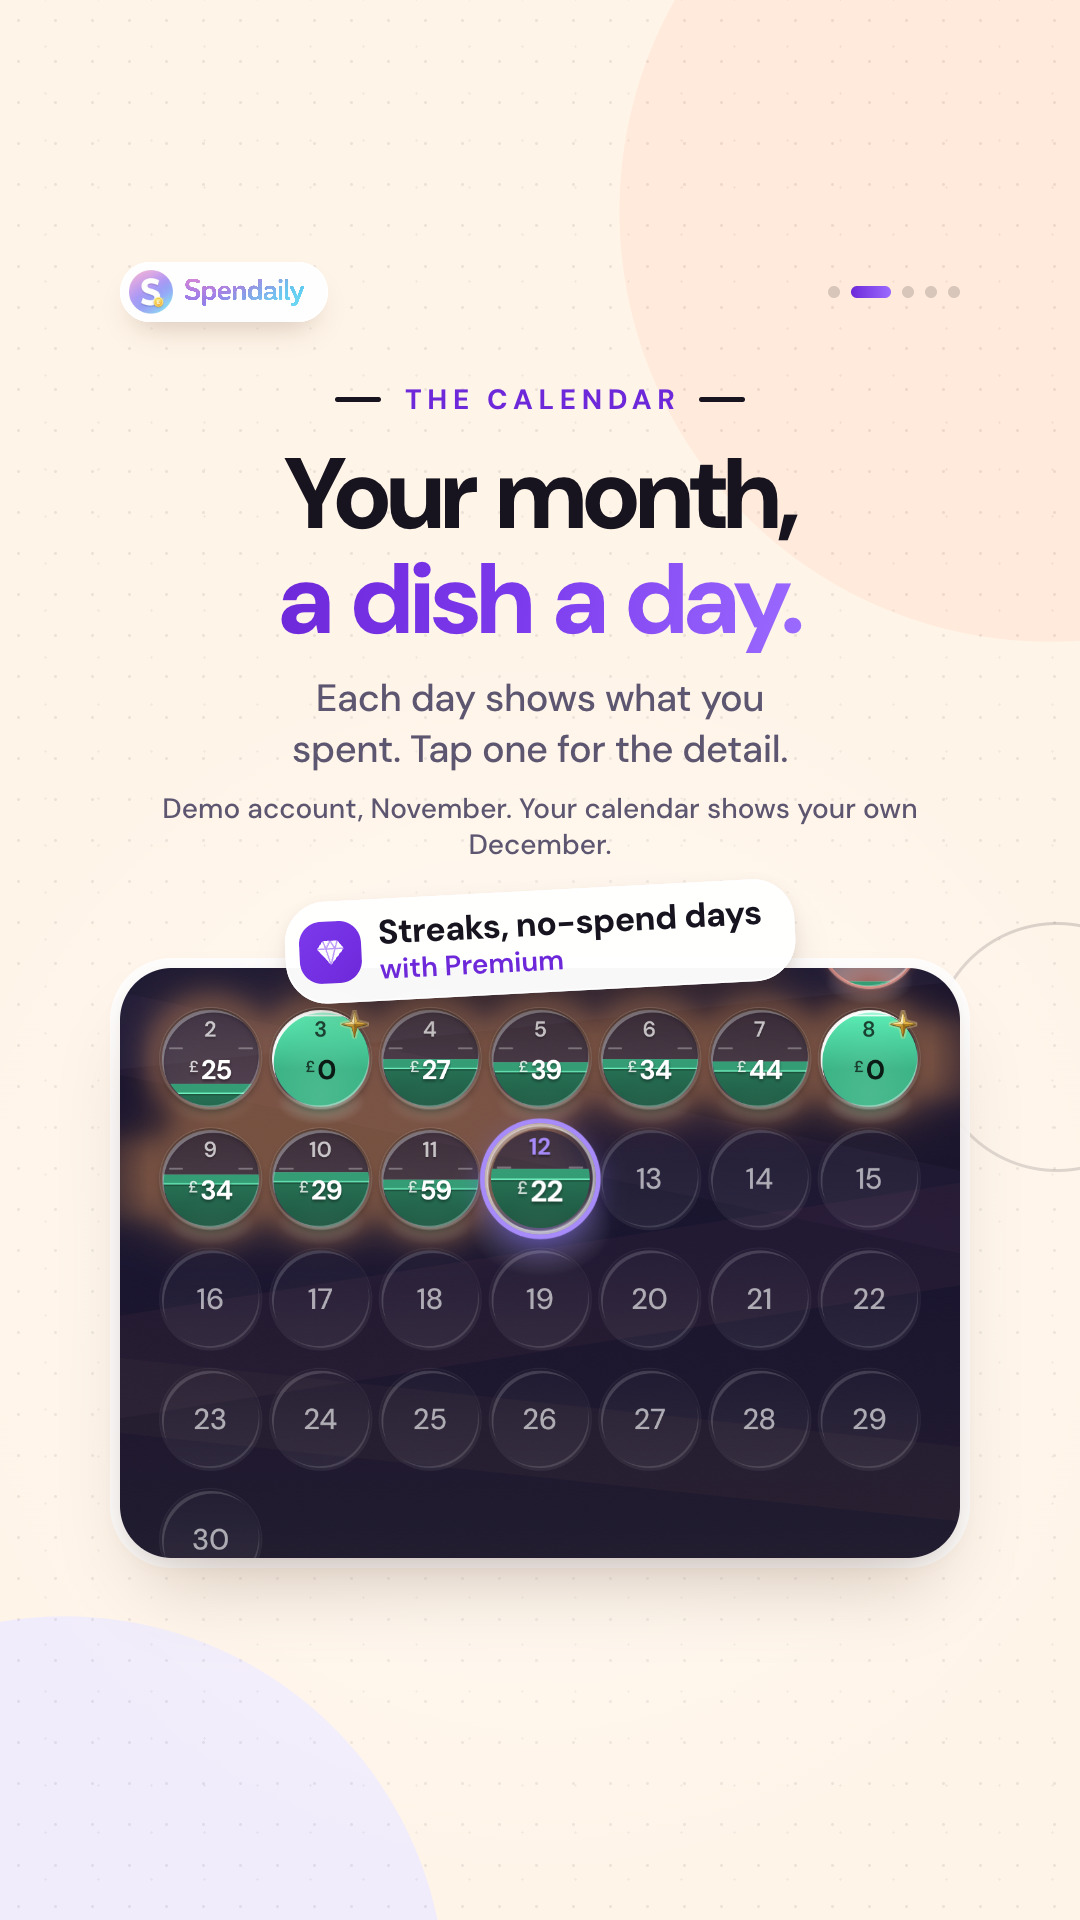 Spendaily
THE CALENDAR
Your month,
a dish a day.
Each day shows what you
spent. Tap one for the detail.
Demo account, November. Your calendar shows your own
December.
Streaks, no-spend days
with Premium
2 3 4 5 6 7 8
£25 £0 £27 £39 £34 £44 £0
9 10 11 12 13 14 15
£34 £29 £59 £22
16 17 18 19 20 21 22
23 24 25 26 27 28 29
30